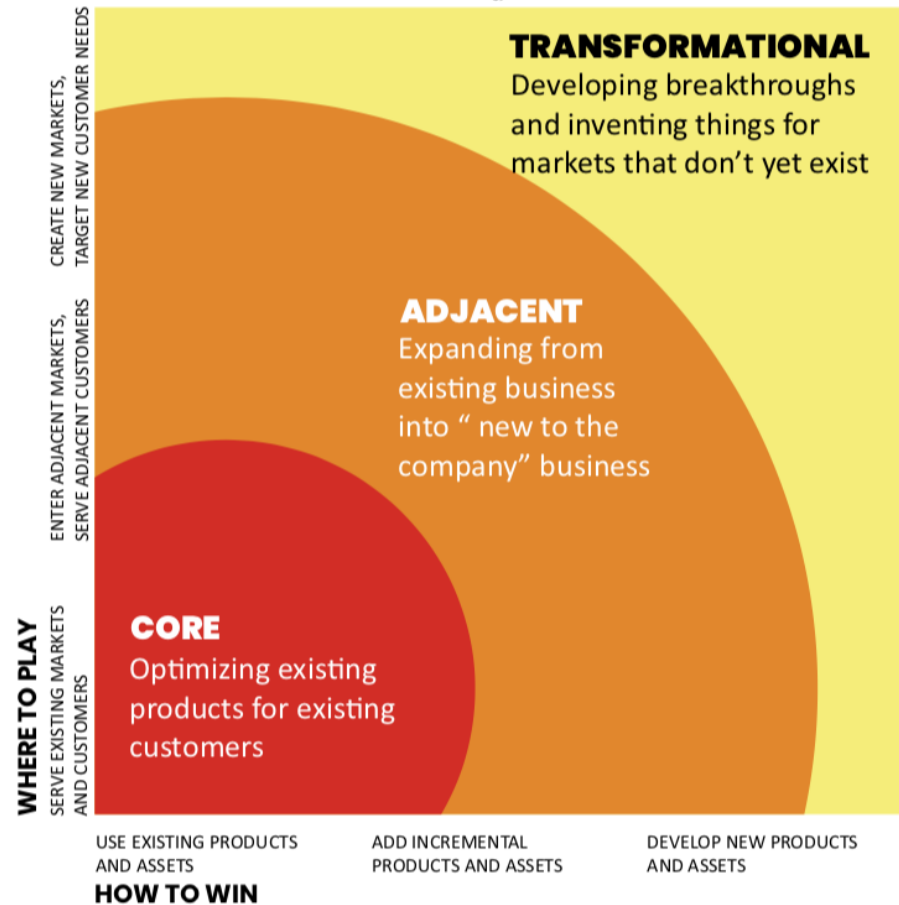 TRANSFORMATIONAL
Developing breakthroughs
and inventing things for
markets that don't yet exist
ADJACENT
Expanding from
existing business
into “ new to the
company” business
CORE
Optimizing existing
products for existing
customers
CREATE NEW MARKETS,
TARGET NEW CUSTOMER NEEDS
ENTER ADJACENT MARKETS,
SERVE ADJACENT CUSTOMERS
WHERE TO PLAY
SERVE EXISTING MARKETS
AND CUSTOMERS
USE EXISTING PRODUCTS
AND ASSETS
ADD INCREMENTAL
PRODUCTS AND ASSETS
DEVELOP NEW PRODUCTS
AND ASSETS
HOW TO WIN